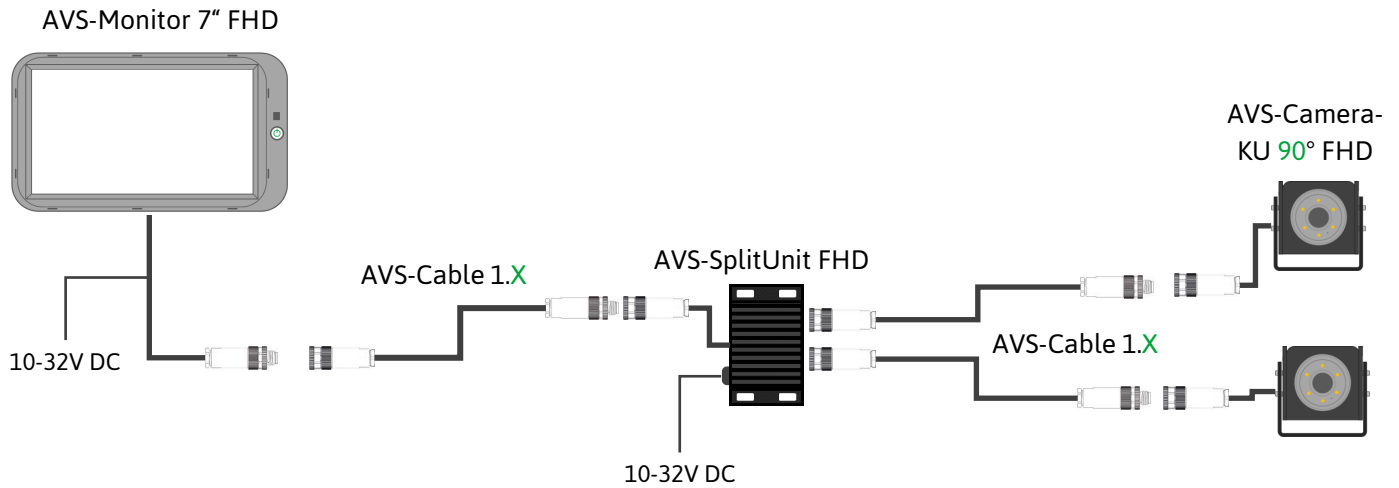 AVS-Monitor 7“ FHD
AVS-Camera-
KU 90° FHD
AVS-Cable 1.X
AVS-SplitUnit FHD
AVS-Cable 1.X
10-32V DC
10-32V DC